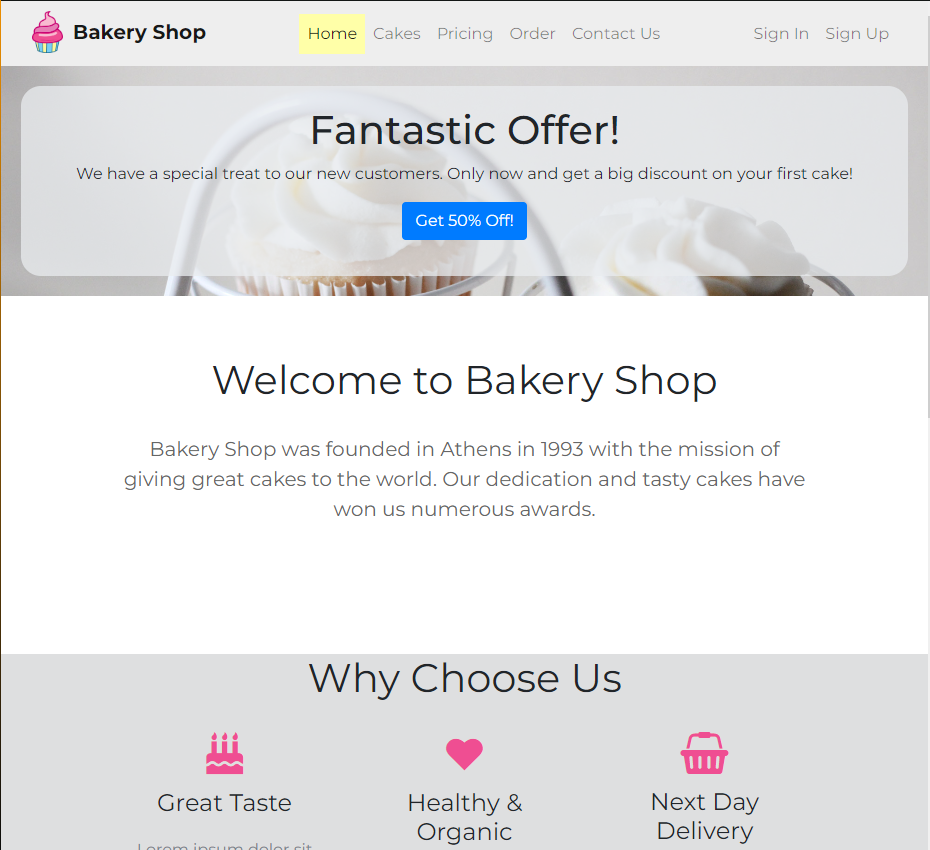 Bakery Shop
Home Cakes Pricing Order Contact Us Sign In Sign Up
Fantastic Offer!
We have a special treat to our new customers. Only now and get a big discount on your first cake!
Get 50% Off!
Welcome to Bakery Shop
Bakery Shop was founded in Athens in 1993 with the mission of
giving great cakes to the world. Our dedication and tasty cakes have
won us numerous awards.
Why Choose Us
Great Taste
Healthy &
Organic
Next Day
Delivery
Lorem ipsum dolor sit